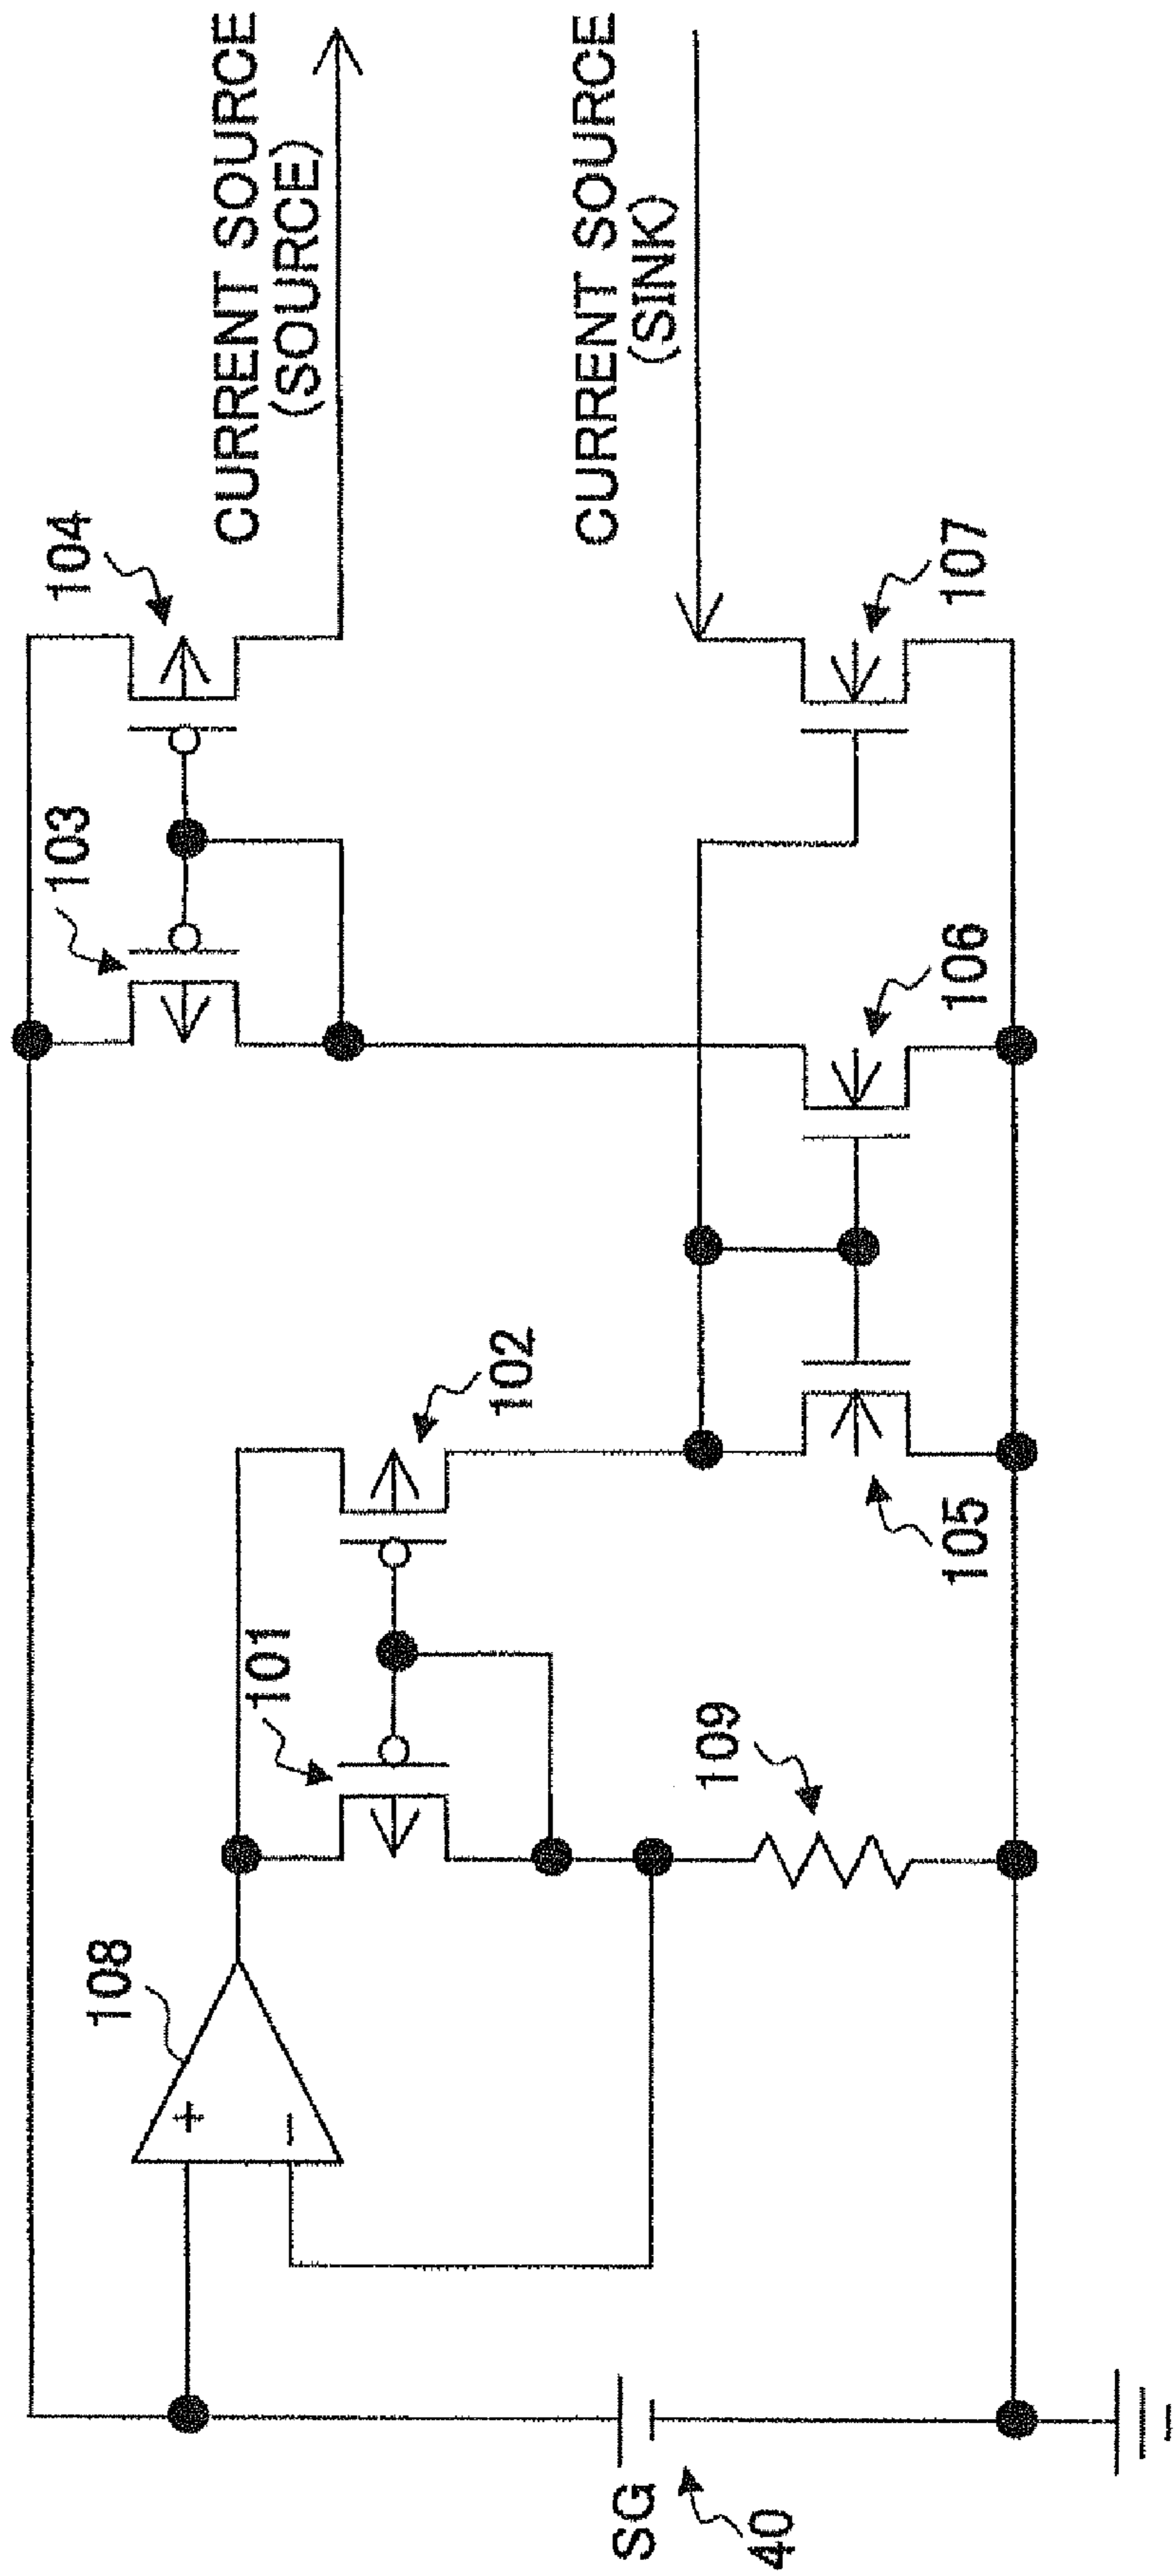 CURRENT SOURCE
(SOURCE)
CURRENT SOURCE
(SINK)
104
103
107
106
102
101
105
109
108
+
−
SG
40